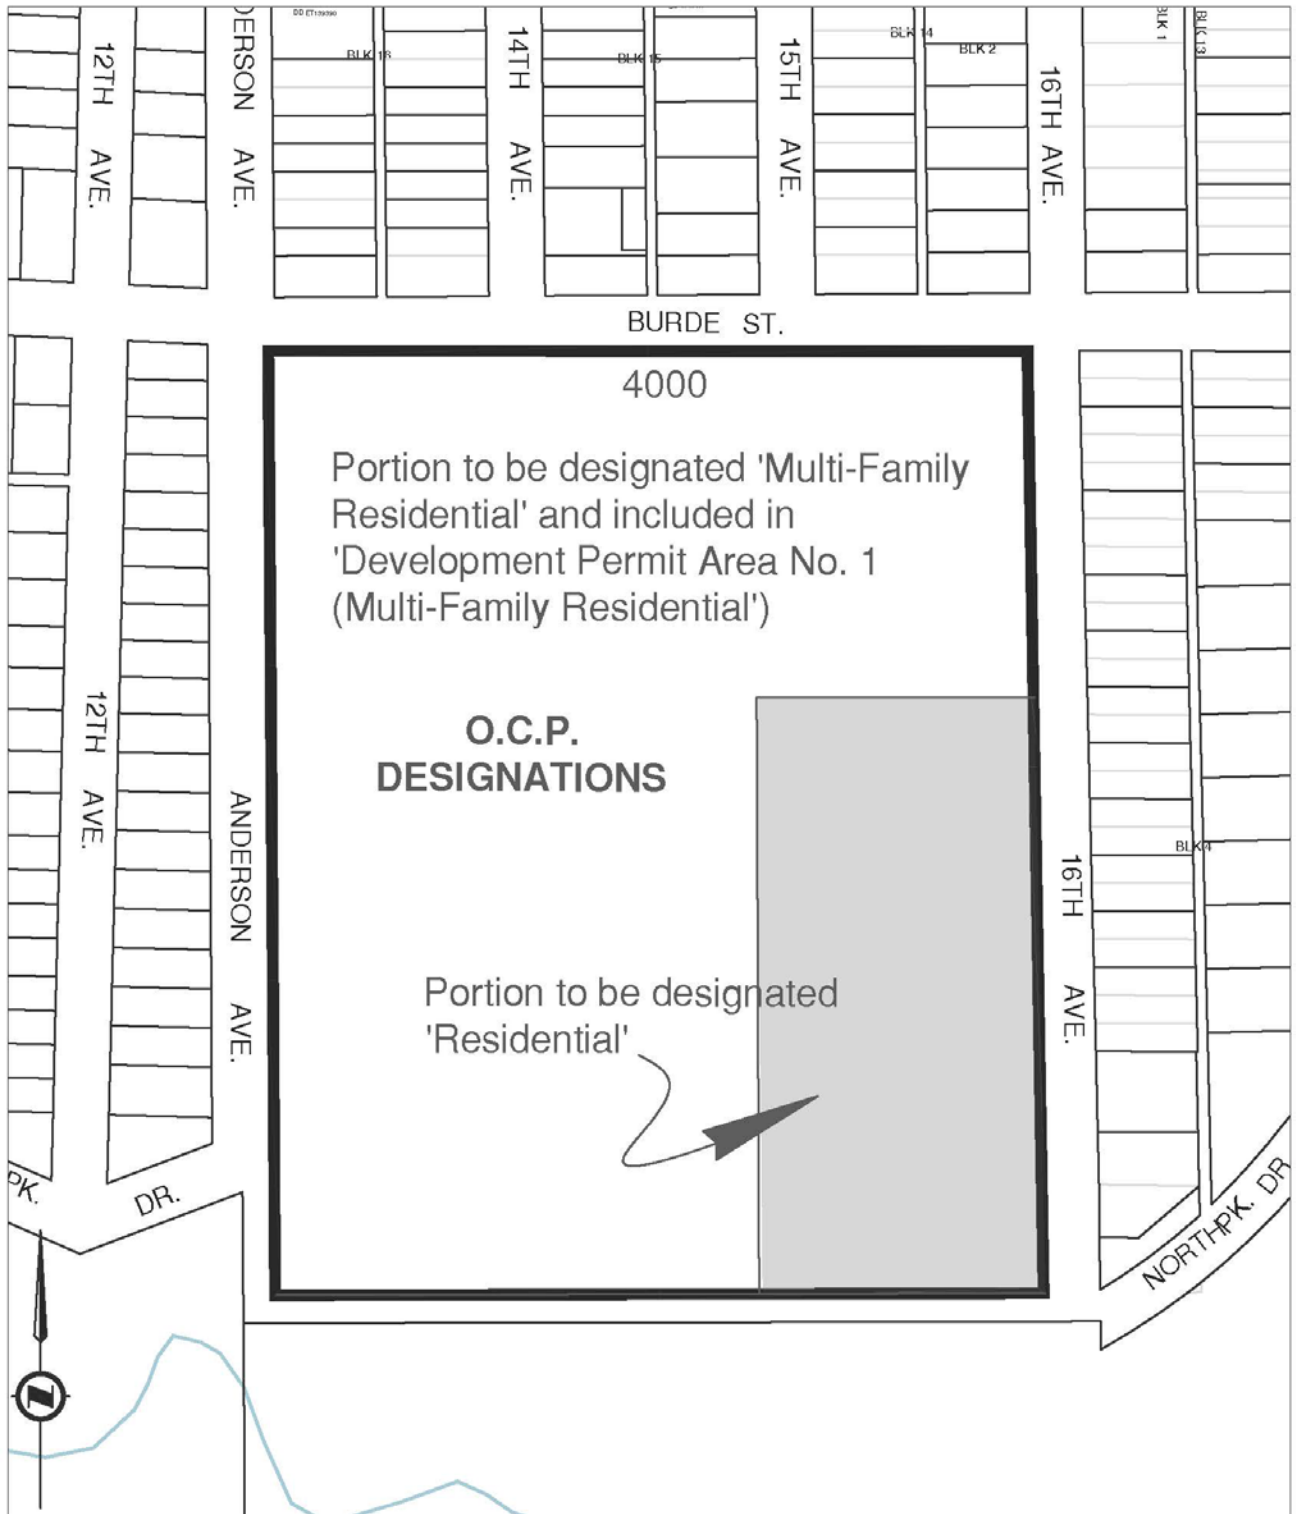 12TH AVE.
DERSON AVE.
BLK 16
14TH AVE.
BLK 15
15TH AVE.
BLK 14
BLK 2
16TH AVE.
BLK 1
BLK 13
BURDE ST.
4000
Portion to be designated 'Multi-Family
Residential' and included in
'Development Permit Area No. 1
(Multi-Family Residential')
O.C.P.
DESIGNATIONS
12TH AVE.
ANDERSON AVE.
16TH AVE.
BLK 4
Portion to be designated
'Residential'
PK. DR.
NORTHPK. DR